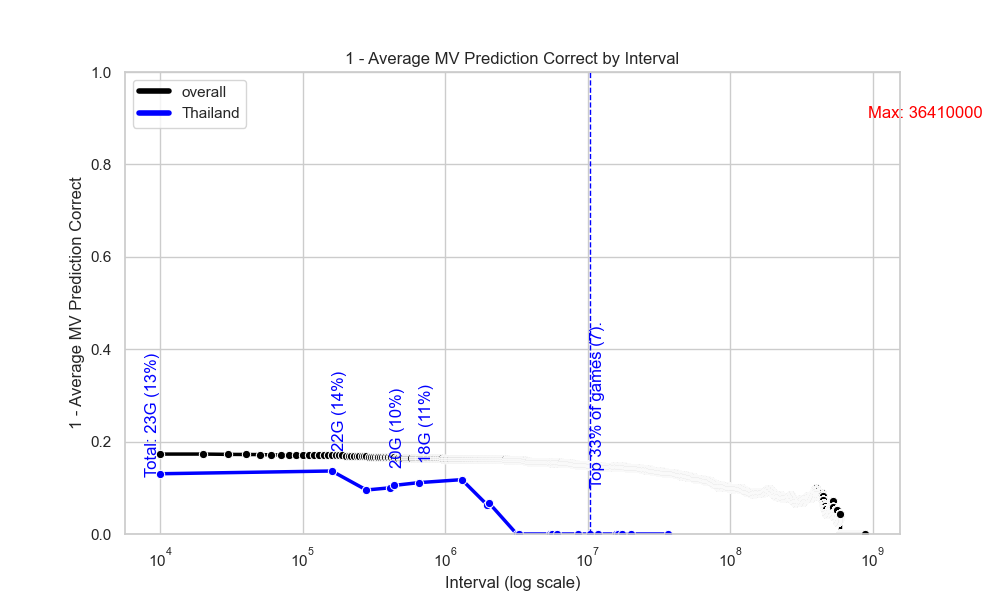 1 - Average MV Prediction Correct by Interval
1.0
0.8
0.6
0.4
0.2
0.0
1 - Average MV Prediction Correct
overall
Thailand
Max: 36410000
Total: 23G (13%)
22G (14%)
20G (10%)
18G (11%)
Top 33% of games (7).
10^4
10^5
10^6
10^7
10^8
10^9
Interval (log scale)